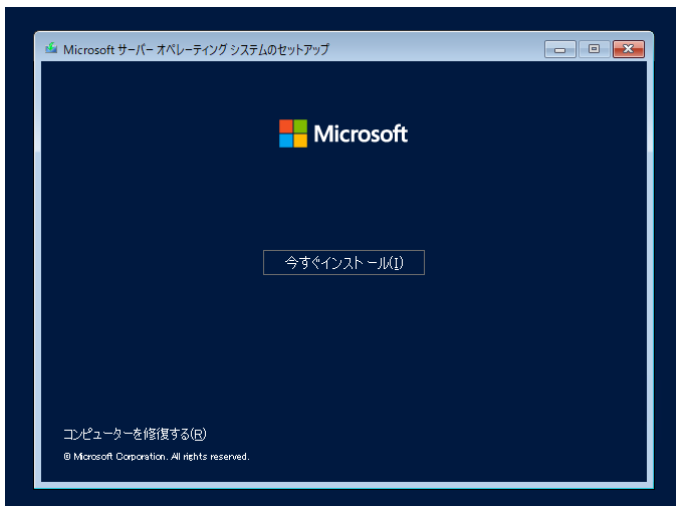 Microsoft サーバー オペレーティング システムのセットアップ
Microsoft
今すぐインストール(I)
コンピューターを修復する(R)
© Microsoft Corporation. All rights reserved.